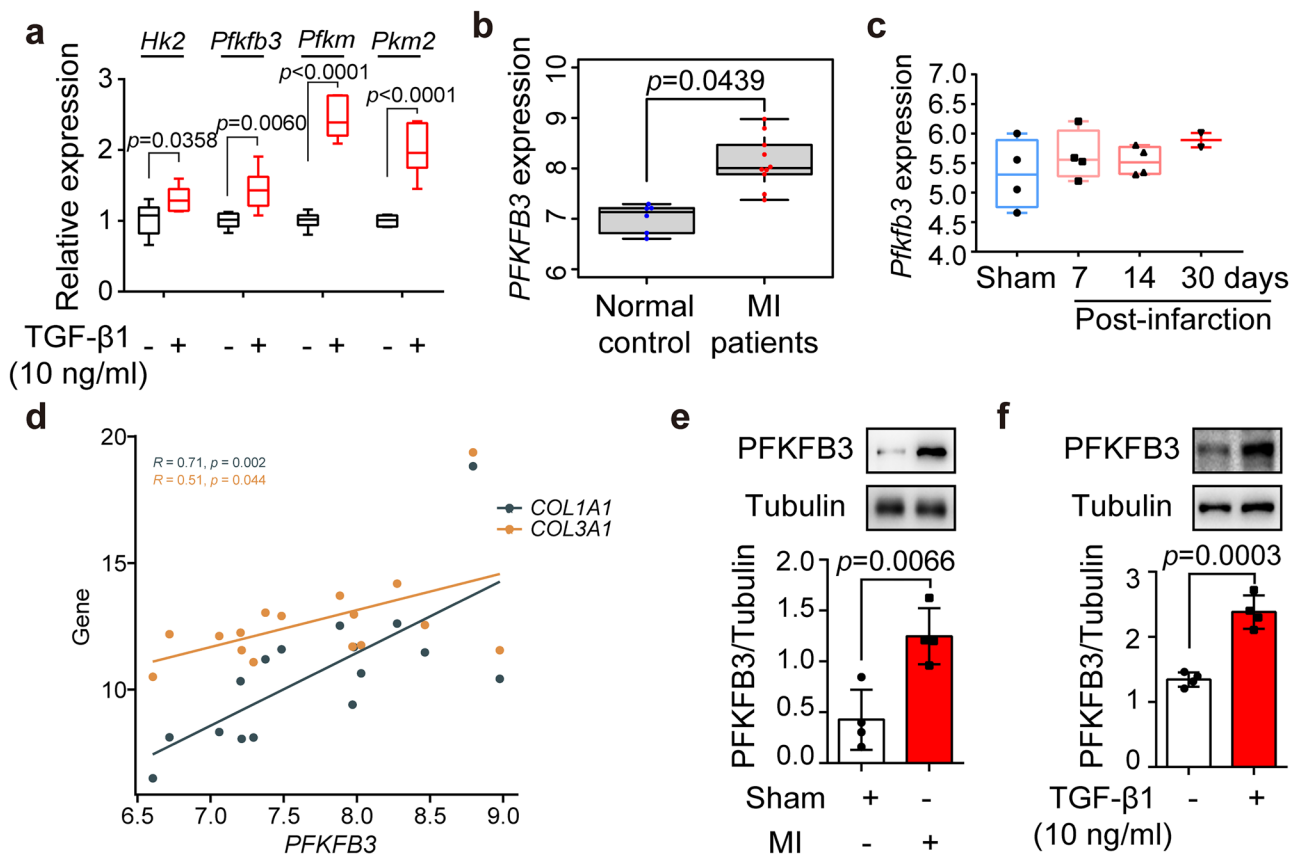 a
Hk2 Pfkfb3 Pfkm Pkm2
p<0.0001
p<0.0001
p=0.0358 p=0.0060
Relative expression
3
2
1
0
TGF-β1 - + - + - + - +
(10 ng/ml)
b
PFKFB3 expression
10
8
7
6
p=0.0439
Normal control
MI patients
c
Pfkfb3 expression
7.0
6.5
6.0
5.5
5.0
4.5
4.0
Sham 7 14 30 days
Post-infarction
d
Gene
20
15
10
R = 0.71, p = 0.002
R = 0.51, p = 0.044
COL1A1
COL3A1
6.5 7.0 7.5 8.0 8.5 9.0
PFKFB3
e
PFKFB3
Tubulin
PFKFB3/Tubulin
2.0
1.5
1.0
0.5
0.0
p=0.0066
Sham + -
MI - +
f
PFKFB3
Tubulin
PFKFB3/Tubulin
3
2
1
0
p=0.0003
TGF-β1 - +
(10 ng/ml)